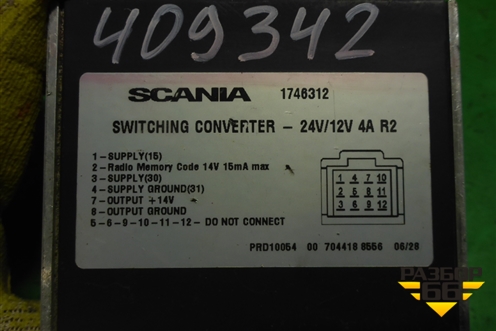 409342
SCANIA 1746312
SWITCHING CONVERTER - 24V/12V 4A R2
1 - SUPPLY(15)
2 - Radio Memory Code 14V 15mA max
3 - SUPPLY(30)
4 - SUPPLY GROUND(31)
7 - OUTPUT +14V
8 - OUTPUT GROUND
5 -6 -9 -10 -11 -12- DO NOT CONNECT
1 4 7 10
2 5 8 11
3 6 9 12
PRD10054 00 704418 8556 06/28
РАЗБОР
66